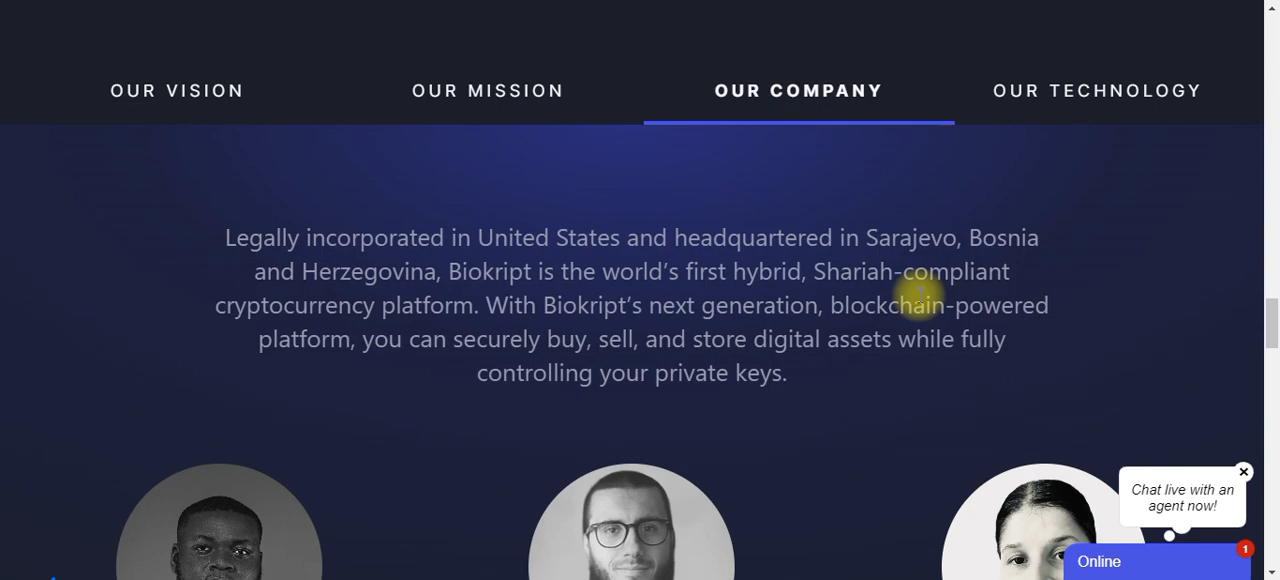 OUR VISION
OUR MISSION
OUR COMPANY
OUR TECHNOLOGY
Legally incorporated in United States and headquartered in Sarajevo, Bosnia
and Herzegovina, Biokript is the world’s first hybrid, Shariah-compliant
cryptocurrency platform. With Biokript’s next generation, blockchain-powered
platform, you can securely buy, sell, and store digital assets while fully
controlling your private keys.
Chat live with an
agent now!
Online
1